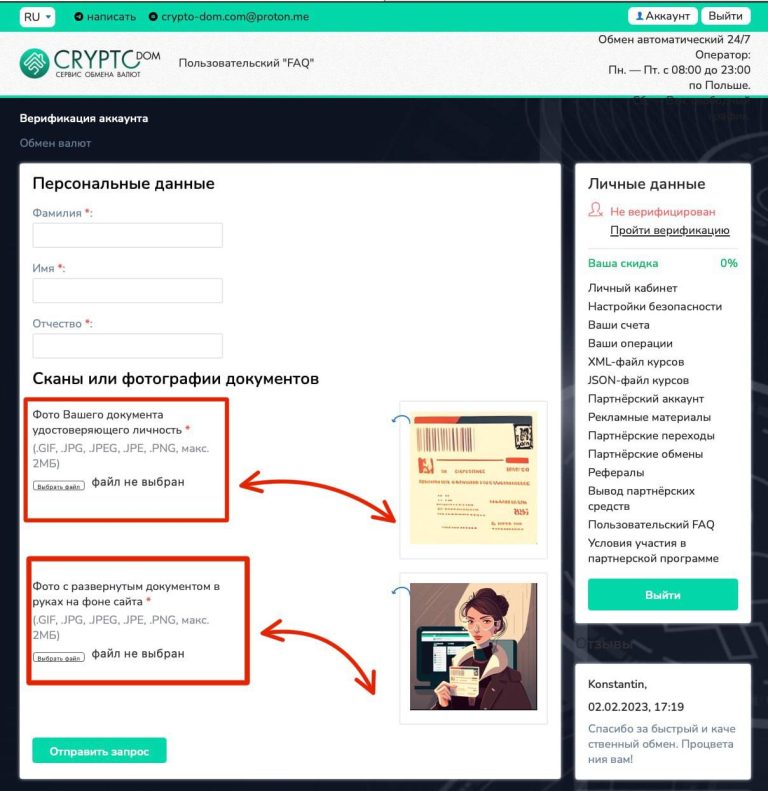 RU
написать
crypto-dom.com@proton.me
Аккаунт
Выйти
CRYPTO DOM
СЕРВИС ОБМЕНА ВАЛЮТ
Пользовательский "FAQ"
Обмен автоматический 24/7
Оператор:
Пн. — Пт. с 08:00 до 23:00
по Польше.
Верификация аккаунта
Обмен валют
Персональные данные
Фамилия *:
Имя *:
Отчество *:
Сканы или фотографии документов
Фото Вашего документа
удостоверяющего личность *
(.GIF, .JPG, .JPEG, .JPE, .PNG, макс.
2МБ)
Выбрать файл файл не выбран
Фото с развернутым документом в
руках на фоне сайта *
(.GIF, .JPG, .JPEG, .JPE, .PNG, макс.
2МБ)
Выбрать файл файл не выбран
Отправить запрос
Личные данные
Не верифицирован
Пройти верификацию
Ваша скидка 0%
Личный кабинет
Настройки безопасности
Ваши счета
Ваши операции
XML-файл курсов
JSON-файл курсов
Партнёрский аккаунт
Рекламные материалы
Партнёрские переходы
Партнёрские обмены
Рефералы
Вывод партнёрских
средств
Пользовательский FAQ
Условия участия в
партнерской программе
Выйти
Отзывы
Konstantin,
02.02.2023, 17:19
Спасибо за быстрый и каче
ственный обмен. Процвета
ния вам!